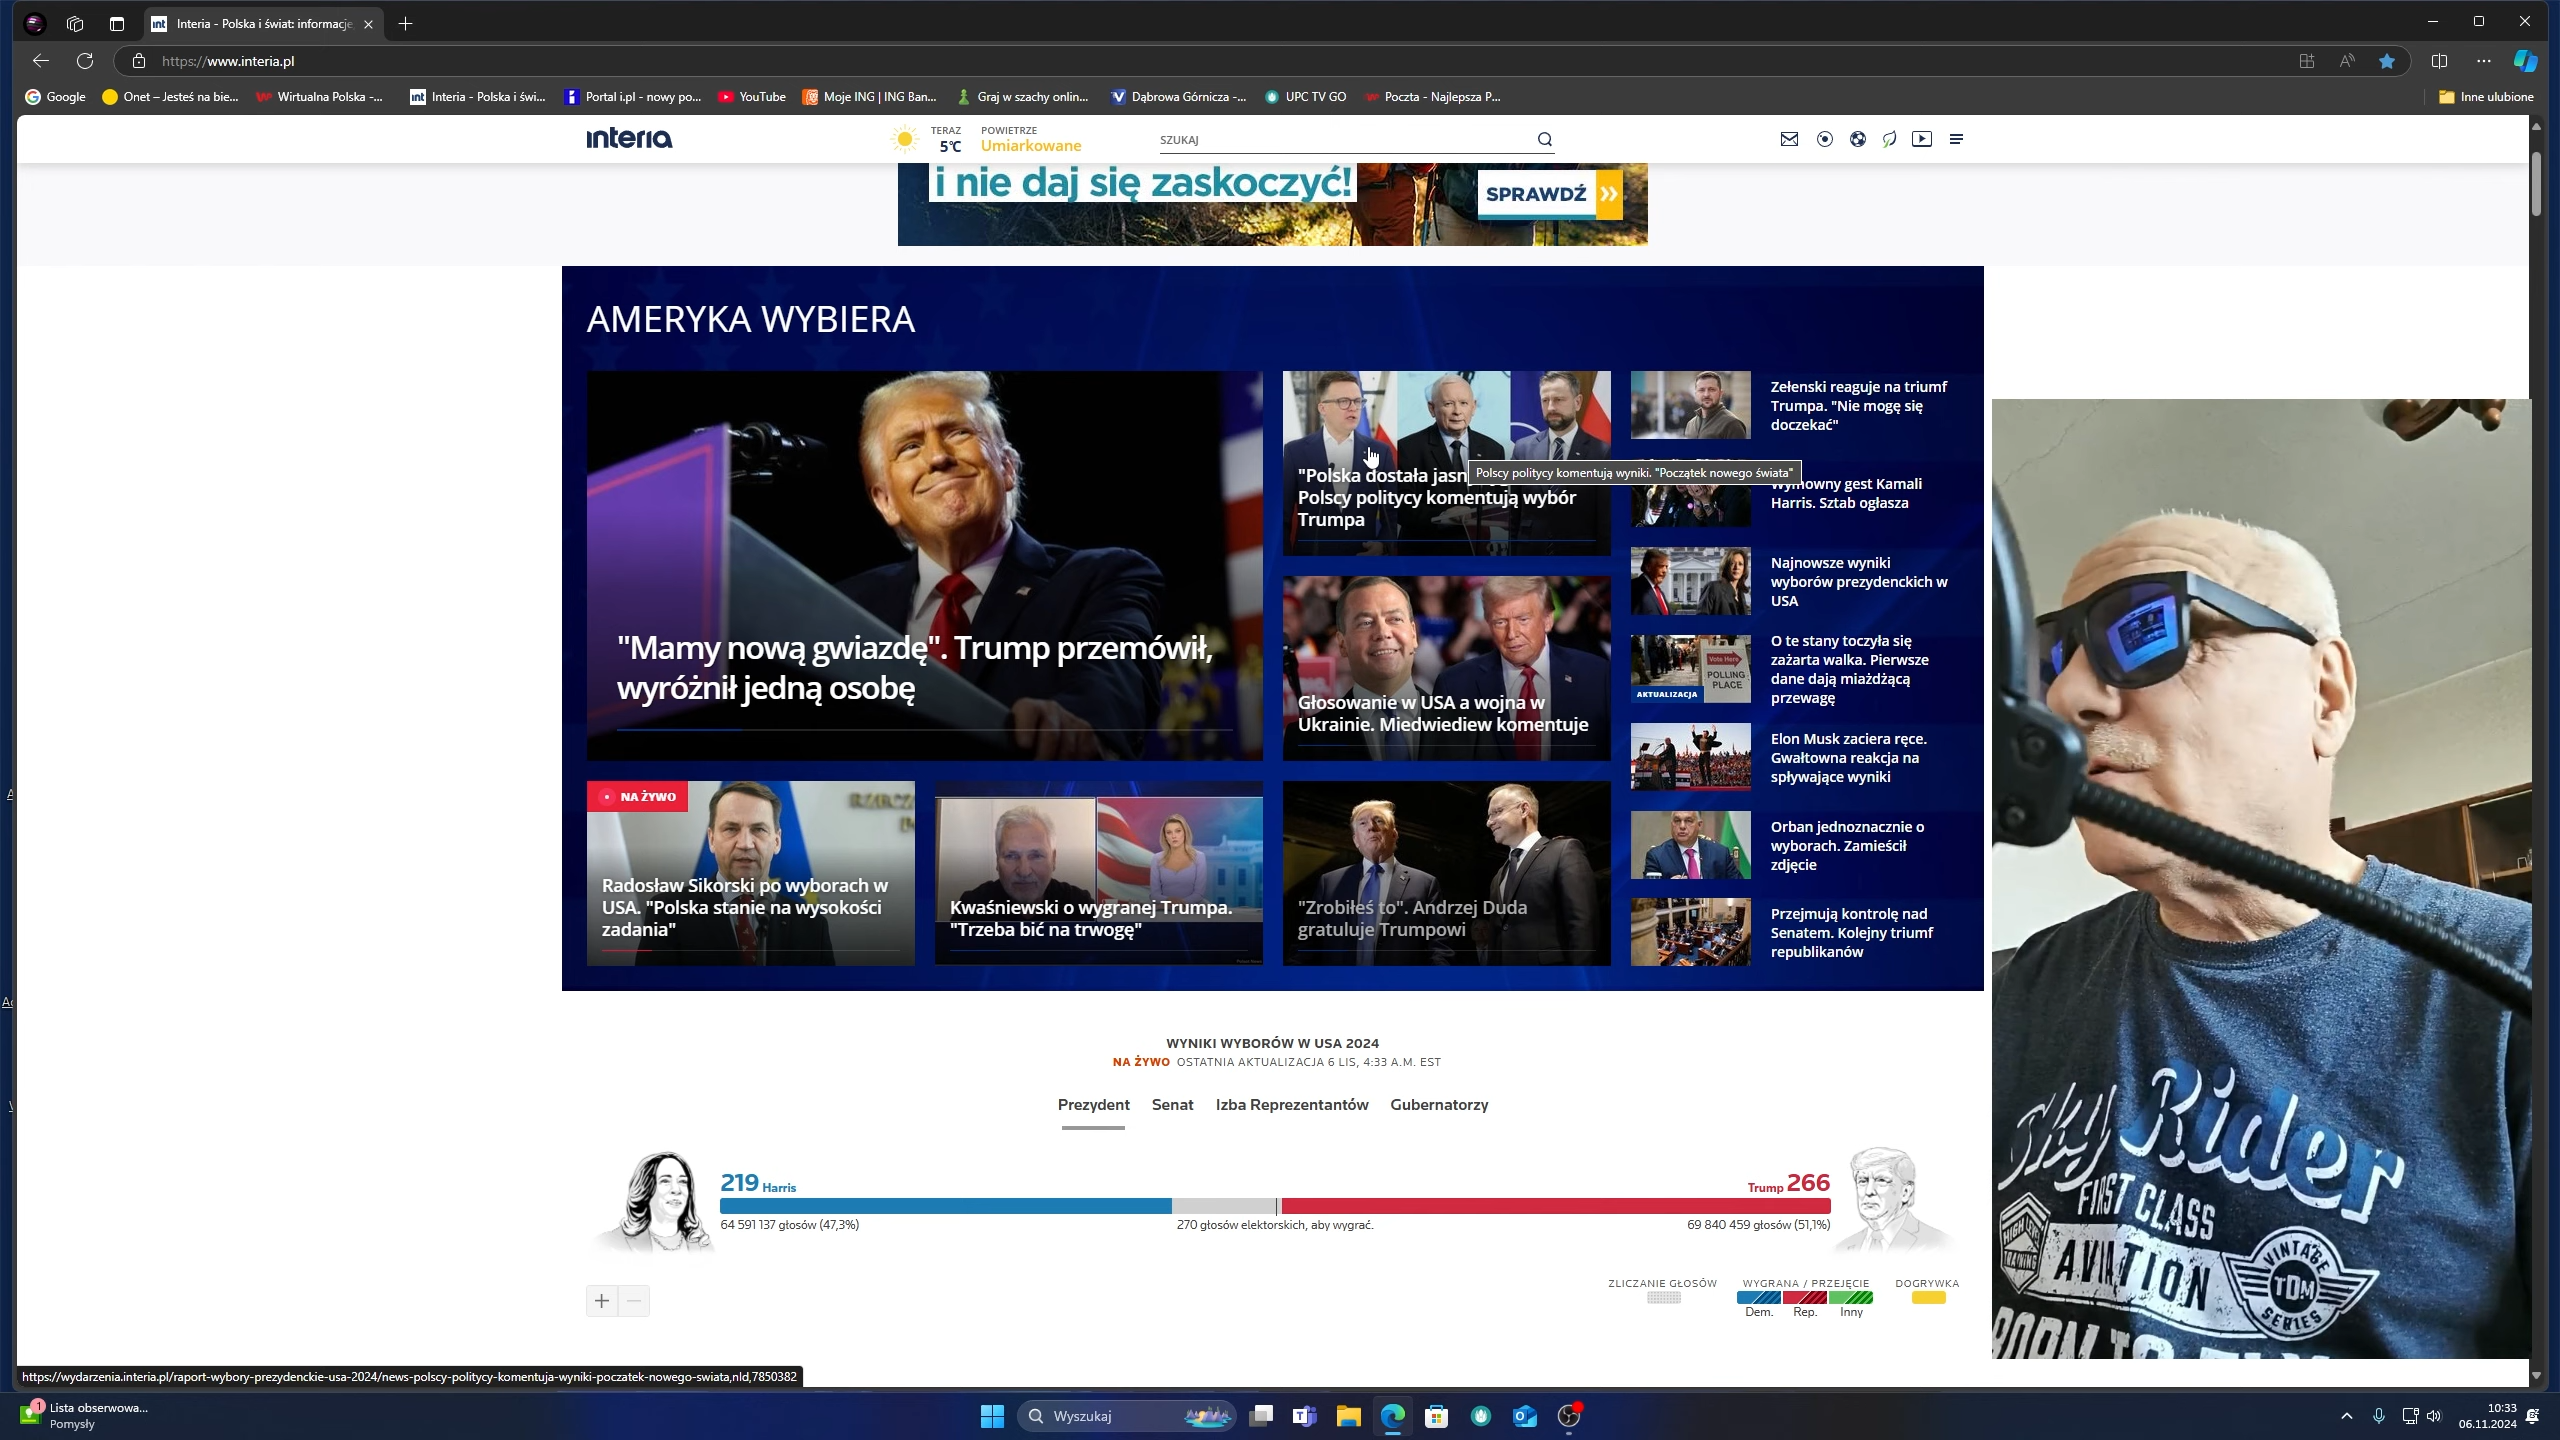 Interia - Polska i świat: informacje
https://www.interia.pl
Google
Onet – Jesteś na bie...
Wirtualna Polska -...
Interia - Polska i świ...
Portal i.pl - nowy po...
YouTube
Moje ING | ING Ban...
Graj w szachy onlin...
Dąbrowa Górnicza -...
UPC TV GO
Poczta - Najlepsza P...
Inne ulubione
interia
TERAZ
5°C
POWIETRZE
Umiarkowane
SZUKAJ
i nie daj się zaskoczyć!
SPRAWDŹ
AMERYKA WYBIERA
"Mamy nową gwiazdę". Trump przemówił,
wyróżnił jedną osobę
"Polska dostała
Polscy politycy komentują wybór
Trumpa
Polscy politycy komentują wyniki. "Początek nowego świata"
Głosowanie w USA a wojna w
Ukrainie. Miedwiediew komentuje
NA ŻYWO
Radosław Sikorski po wyborach w
USA. "Polska stanie na wysokości
zadania"
Kwaśniewski o wygranej Trumpa.
"Trzeba bić na trwogę"
"Zrobiłeś to". Andrzej Duda
gratuluje Trumpowi
Zełenski reaguje na triumf
Trumpa. "Nie mogę się
doczekać"
Wymowny gest Kamali
Harris. Sztab ogłasza
Najnowsze wyniki
wyborów prezydenckich w
USA
Vote Here
POLLING
PLACE
AKTUALIZACJA
O te stany toczyła się
zażarta walka. Pierwsze
dane dają miażdżącą
przewagę
Elon Musk zaciera ręce.
Gwałtowna reakcja na
spływające wyniki
Orban jednoznacznie o
wyborach. Zamieścił
zdjęcie
Przejmują kontrolę nad
Senatem. Kolejny triumf
republikanów
WYNIKI WYBORÓW W USA 2024
NA ŻYWO OSTATNIA AKTUALIZACJA 6 LIS, 4:33 A.M. EST
Prezydent Senat Izba Reprezentantów Gubernatorzy
219 Harris
Trump 266
64 591 137 głosów (47,3%)
270 głosów elektorskich, aby wygrać.
69 840 459 głosów (51,1%)
ZLICZANIE GŁOSÓW
WYGRANA / PRZEJĘCIE
DOGRYWKA
Dem. Rep. Inny
Sky Rider
FIRST CLASS
AVIATION
HIGH LVL
TRAINING
VINTAGE
TDM
SERIES
BORN TO
https://wydarzenia.interia.pl/raport-wybory-prezydenckie-usa-2024/news-polscy-politycy-komentuja-wyniki-poczatek-nowego-swiata,nld,7850382
1
Lista obserwowa...
Pomysły
Wyszukaj
10:33
06.11.2024